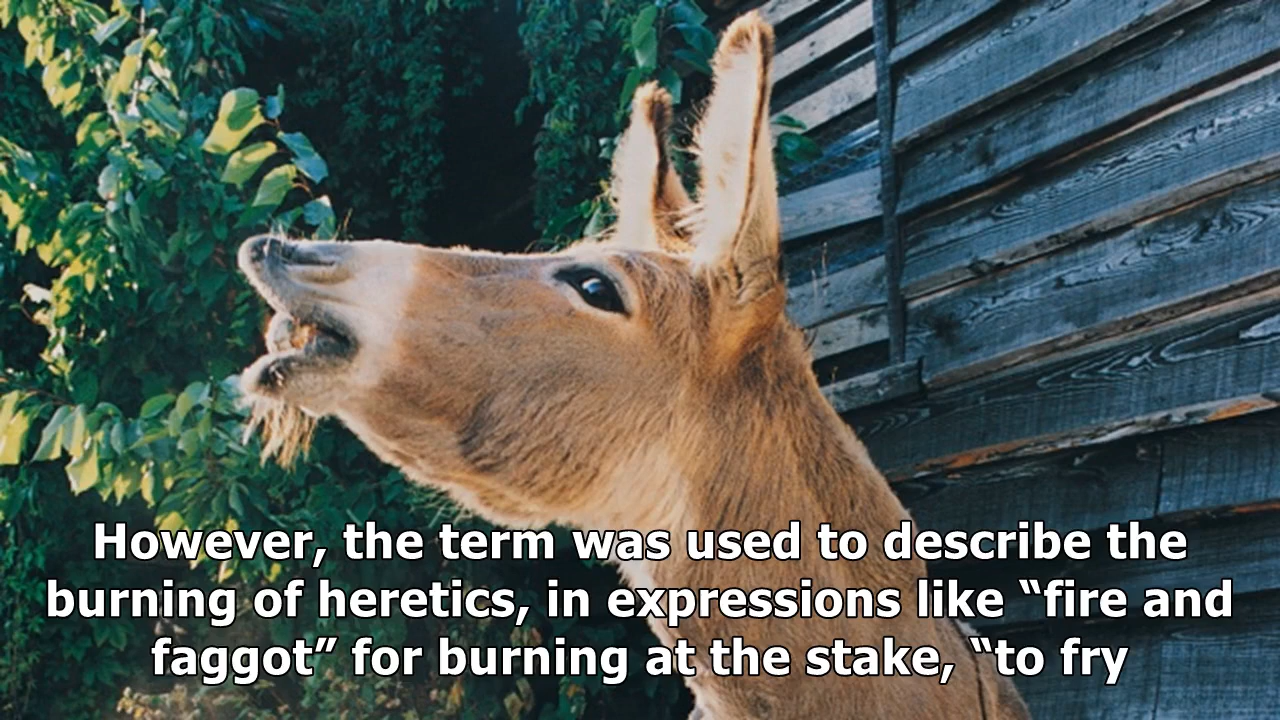 However, the term was used to describe the
burning of heretics, in expressions like “fire and
faggot” for burning at the stake, “to fry